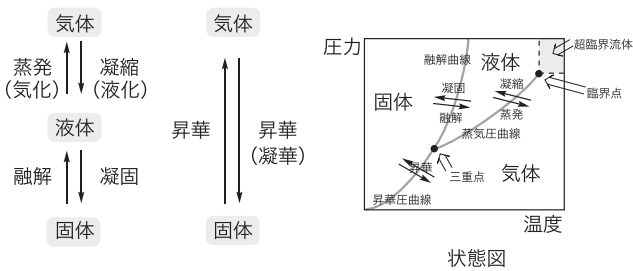 気体
蒸発
(気化)
凝縮
(液化)
液体
融解
凝固
固体
気体
昇華
昇華
(凝華)
固体
圧力
融解曲線
液体
超臨界流体
固体
凝固
凝縮
臨界点
融解
蒸発
蒸気圧曲線
昇華
三重点
気体
昇華圧曲線
温度
状態図